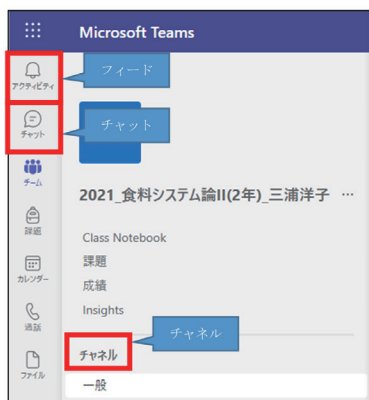 Microsoft Teams
アクティビティ
フィード
チャット
チャット
チーム
2021_食料システム論II(2年)_三浦洋子 …
課題
Class Notebook
課題
カレンダー
成績
Insights
通話
チャネル
チャネル
ファイル
一般